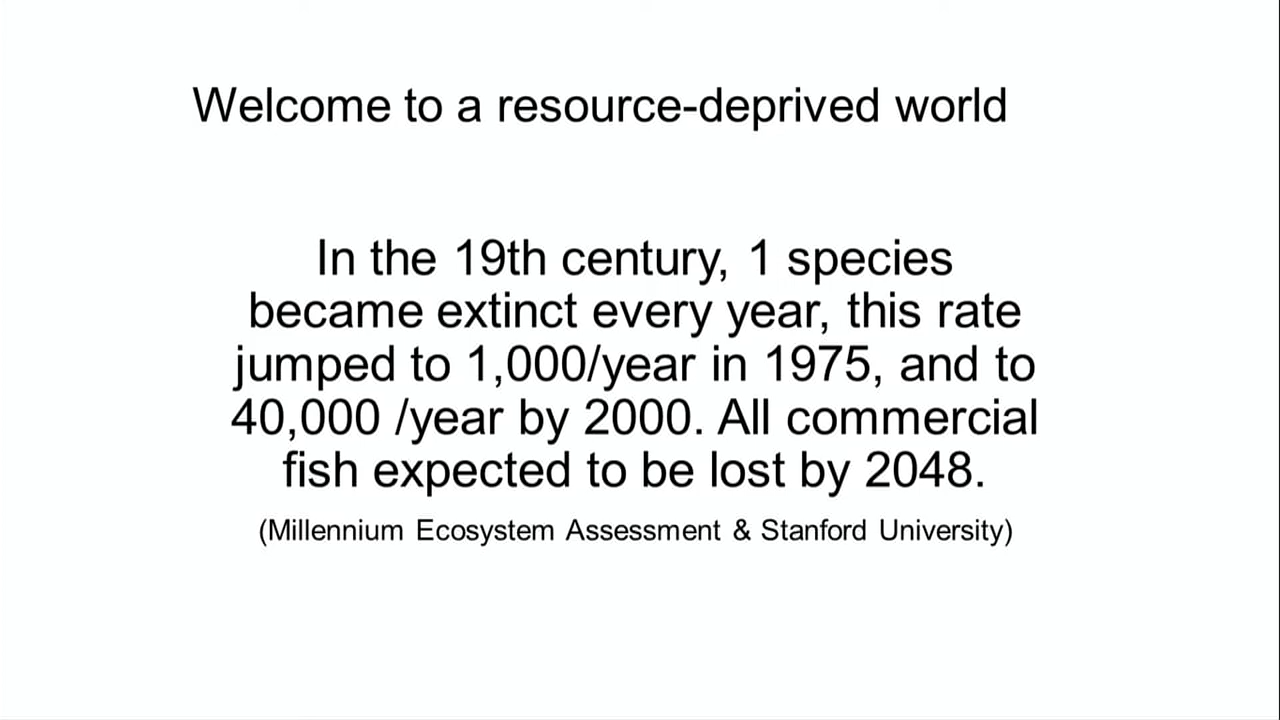 Welcome to a resource-deprived world
In the 19th century, 1 species
became extinct every year, this rate
jumped to 1,000/year in 1975, and to
40,000 /year by 2000. All commercial
fish expected to be lost by 2048.
(Millennium Ecosystem Assessment & Stanford University)